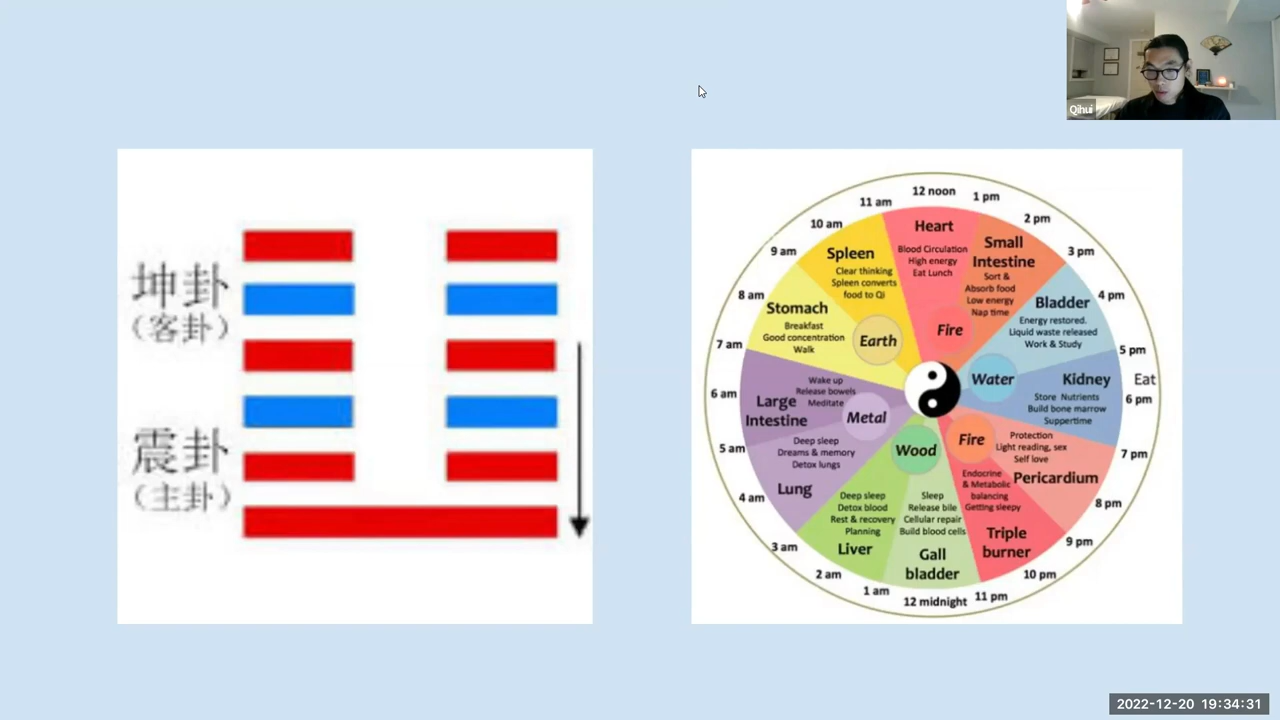 Qihui
坤卦
(客卦)
震卦
(主卦)
12 noon
1 pm
2 pm
3 pm
4 pm
5 pm
Eat
6 pm
7 pm
8 pm
9 pm
10 pm
11 pm
12 midnight
1 am
2 am
3 am
4 am
5 am
6 am
7 am
8 am
9 am
10 am
11 am
Heart
Blood Circulation
High energy
Eat Lunch
Small
Intestine
Sort &
Absorb food
Low energy
Nap time
Fire
Bladder
Energy restored.
Liquid waste released
Work & Study
Water
Kidney
Store Nutrients
Build bone marrow
Suppertime
Protection
Light reading, sex
Self love
Pericardium
Fire
Endocrine
& Metabolic
balancing
Getting sleepy
Triple
burner
Sleep
Release bile
Cellular repair
Build blood cells
Gall
bladder
Wood
Deep sleep
Detox blood
Rest & recovery
Planning
Liver
Deep sleep
Dreams & memory
Detox lungs
Lung
Metal
Wake up
Release bowels
Meditate
Large
Intestine
Stomach
Breakfast
Good concentration
Walk
Earth
Spleen
Clear thinking
Spleen converts
food to Qi
2022-12-20 19:34:31